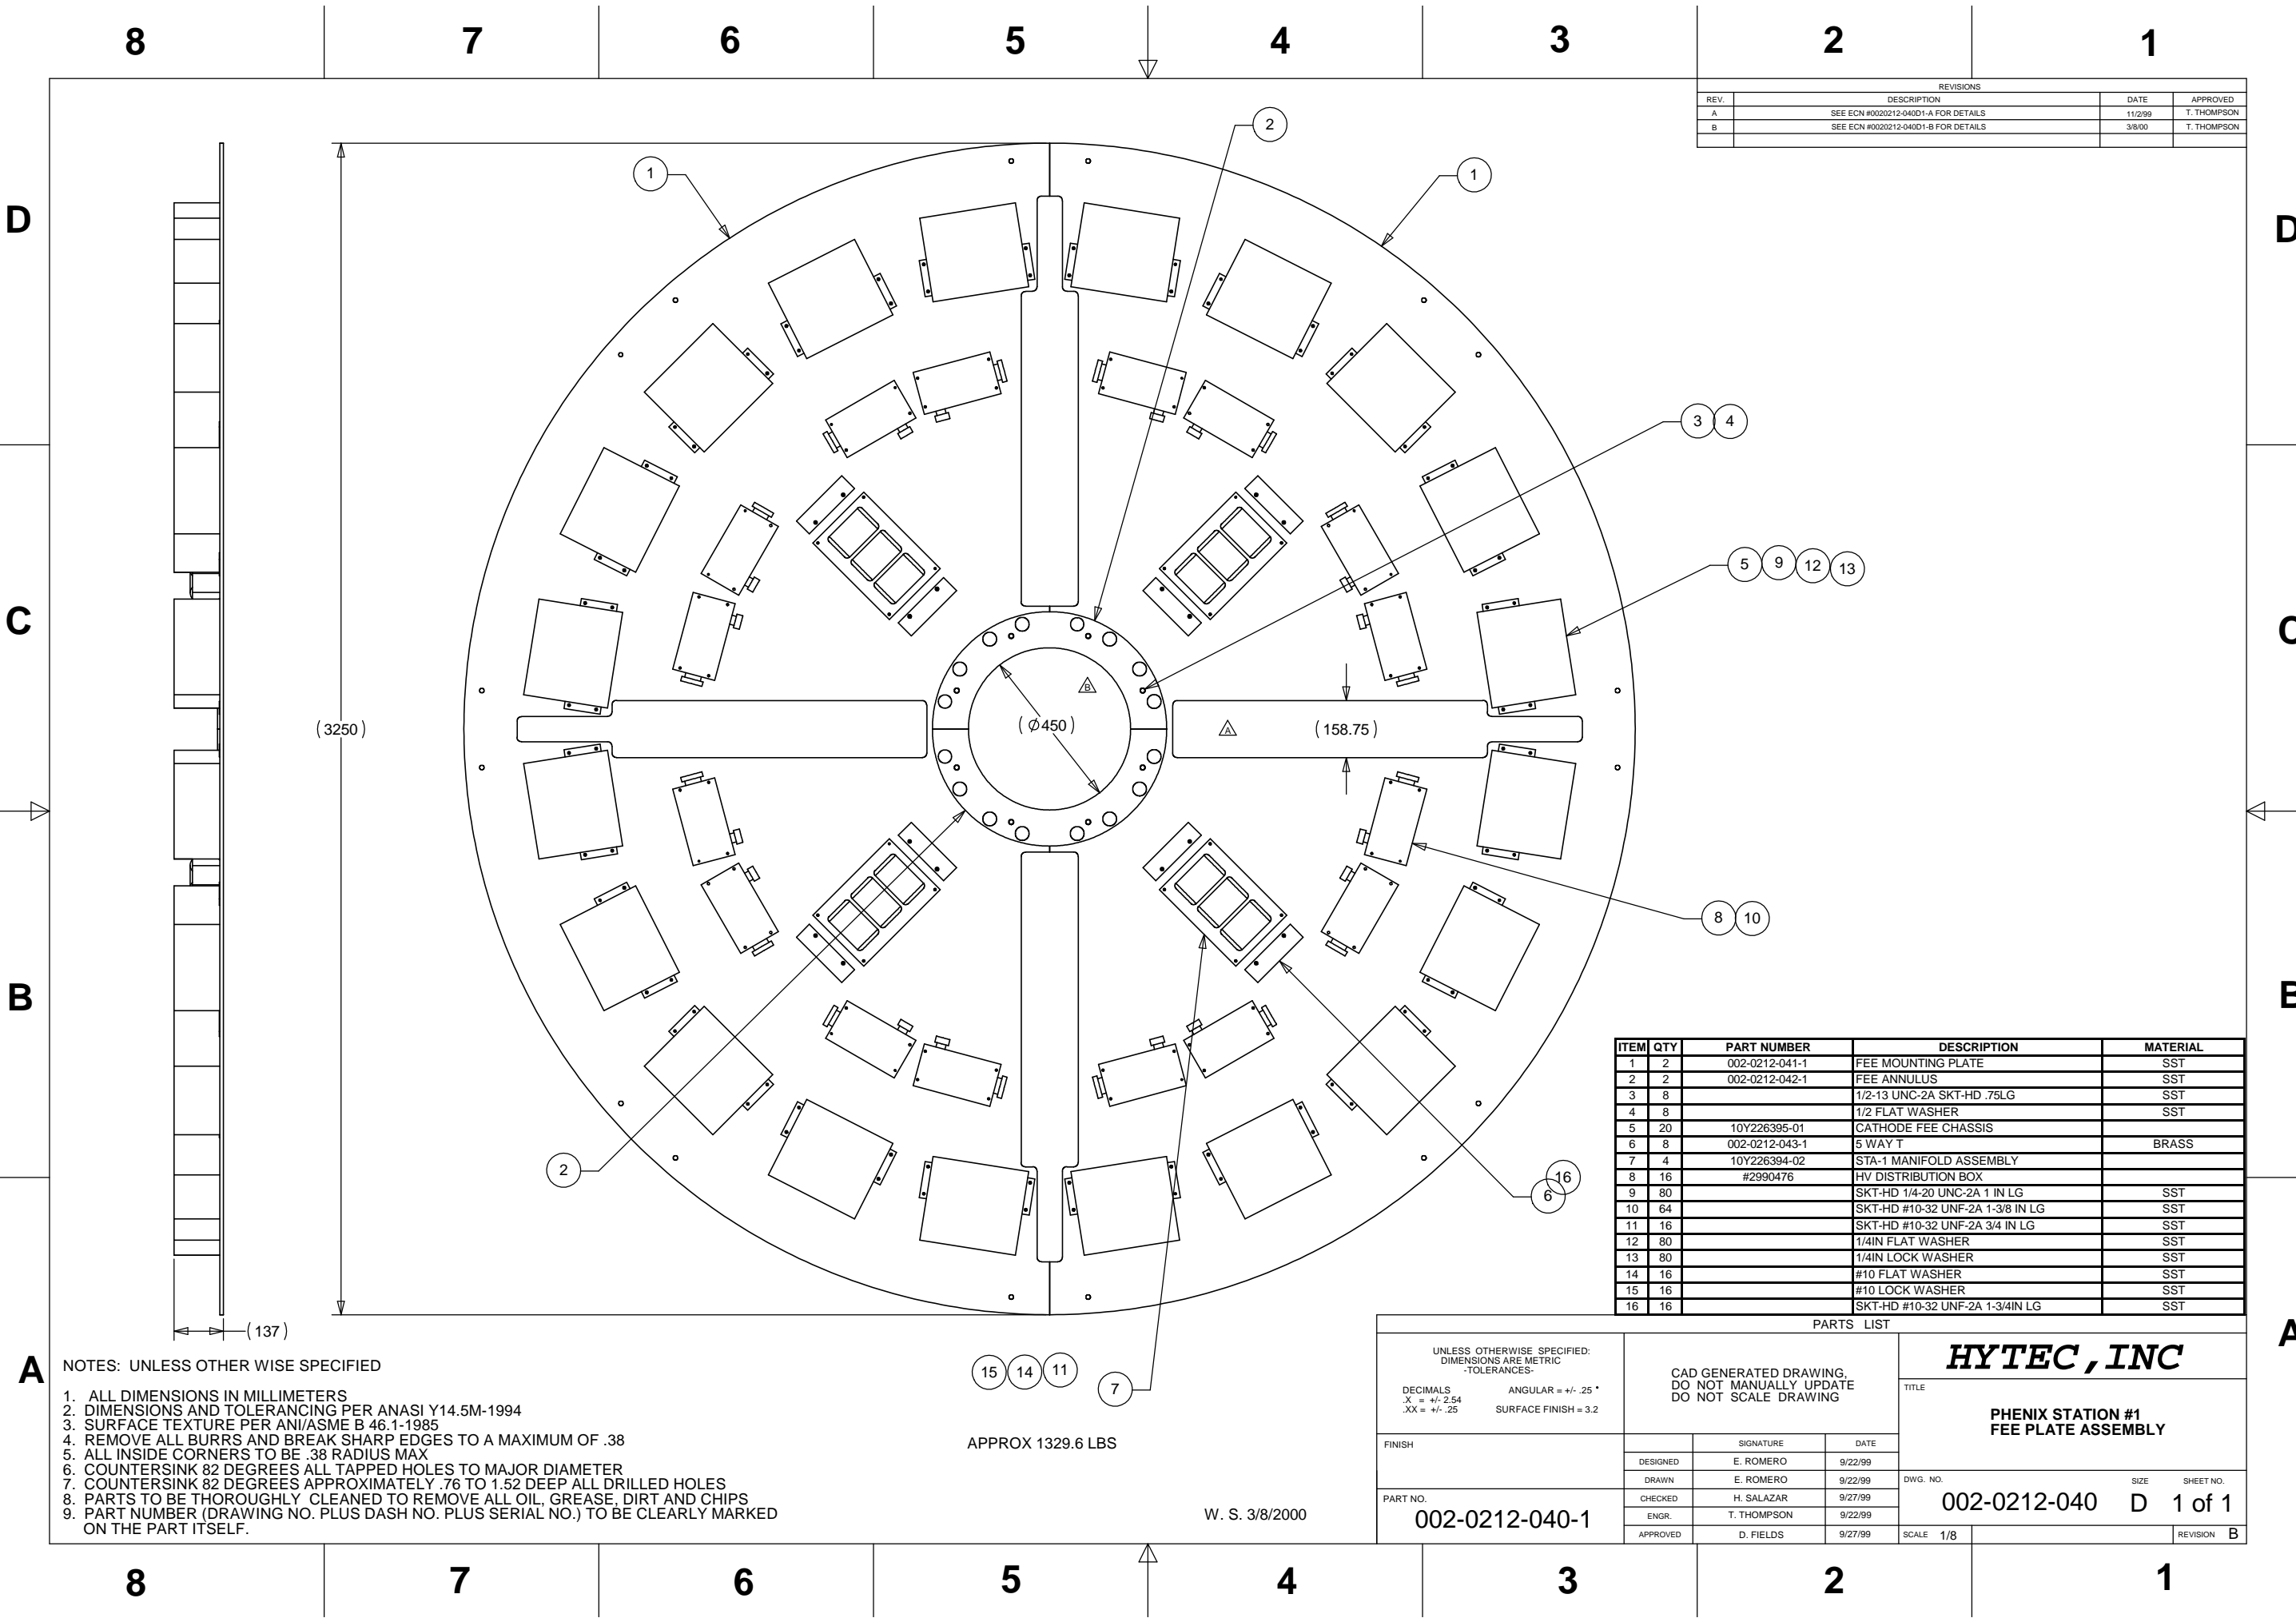 8 7 6 5 4 3 2 1
REVISIONS
REV. DESCRIPTION DATE APPROVED
A SEE ECN #0020212-040D1-A FOR DETAILS 11/2/99 T. THOMPSON
B SEE ECN #0020212-040D1-B FOR DETAILS 3/8/00 T. THOMPSON
2
1
1
D
D
3 4
5 9 12 13
C
C
B
(3250)
(Ø450)
A
(158.75)
8 10
B
B
2
16
6
ITEM QTY PART NUMBER DESCRIPTION MATERIAL
1 2 002-0212-041-1 FEE MOUNTING PLATE SST
2 2 002-0212-042-1 FEE ANNULUS SST
3 8 1/2-13 UNC-2A SKT-HD .75LG SST
4 8 1/2 FLAT WASHER SST
5 20 10Y226395-01 CATHODE FEE CHASSIS
6 8 002-0212-043-1 5 WAY T BRASS
7 4 10Y226394-02 STA-1 MANIFOLD ASSEMBLY
8 16 #2990476 HV DISTRIBUTION BOX
9 80 SKT-HD 1/4-20 UNC-2A 1 IN LG SST
10 64 SKT-HD #10-32 UNF-2A 1-3/8 IN LG SST
11 16 SKT-HD #10-32 UNF-2A 3/4 IN LG SST
12 80 1/4IN FLAT WASHER SST
13 80 1/4IN LOCK WASHER SST
14 16 #10 FLAT WASHER SST
15 16 #10 LOCK WASHER SST
16 16 SKT-HD #10-32 UNF-2A 1-3/4IN LG SST
PARTS LIST
(137)
15 14 11
7
A
A
NOTES: UNLESS OTHER WISE SPECIFIED
1. ALL DIMENSIONS IN MILLIMETERS
2. DIMENSIONS AND TOLERANCING PER ANASI Y14.5M-1994
3. SURFACE TEXTURE PER ANI/ASME B 46.1-1985
4. REMOVE ALL BURRS AND BREAK SHARP EDGES TO A MAXIMUM OF .38
5. ALL INSIDE CORNERS TO BE .38 RADIUS MAX
6. COUNTERSINK 82 DEGREES ALL TAPPED HOLES TO MAJOR DIAMETER
7. COUNTERSINK 82 DEGREES APPROXIMATELY .76 TO 1.52 DEEP ALL DRILLED HOLES
8. PARTS TO BE THOROUGHLY CLEANED TO REMOVE ALL OIL, GREASE, DIRT AND CHIPS
9. PART NUMBER (DRAWING NO. PLUS DASH NO. PLUS SERIAL NO.) TO BE CLEARLY MARKED
ON THE PART ITSELF.
APPROX 1329.6 LBS
W. S. 3/8/2000
UNLESS OTHERWISE SPECIFIED:
DIMENSIONS ARE METRIC
-TOLERANCES-
DECIMALS ANGULAR = +/- .25 °
.X = +/- 2.54
.XX = +/- .25 SURFACE FINISH = 3.2
FINISH
PART NO.
002-0212-040-1
CAD GENERATED DRAWING,
DO NOT MANUALLY UPDATE
DO NOT SCALE DRAWING
SIGNATURE DATE
DESIGNED E. ROMERO 9/22/99
DRAWN E. ROMERO 9/22/99
CHECKED H. SALAZAR 9/27/99
ENGR. T. THOMPSON 9/22/99
APPROVED D. FIELDS 9/27/99
HYTEC,INC
TITLE
PHENIX STATION #1
FEE PLATE ASSEMBLY
DWG. NO. SIZE SHEET NO.
002-0212-040 D 1 of 1
SCALE 1/8 REVISION B
8 7 6 5 4 3 2 1